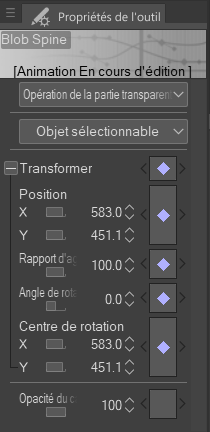 Propriétés de l'outil
Blob Spine
[Animation En cours d'édition ]
Opération de la partie transparen
Objet sélectionnable
Transformer
Position
X 583.0
Y 451.1
Rapport d'ag 100.0
Angle de rota 0.0
Centre de rotation
X 583.0
Y 451.1
Opacité du c 100